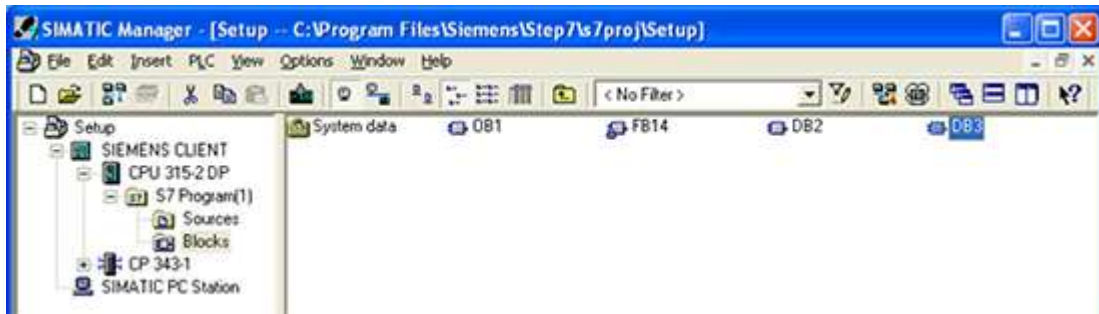 SIMATIC Manager - [Setup -- C:\Program Files\Siemens\Step7\s7proj\Setup]
File Edit Insert PLC View Options Window Help
< No Filter >
Setup
SIEMENS CLIENT
CPU 315-2 DP
S7 Program(1)
Sources
Blocks
CP 343-1
SIMATIC PC Station
System data OB1 FB14 DB2 DB3